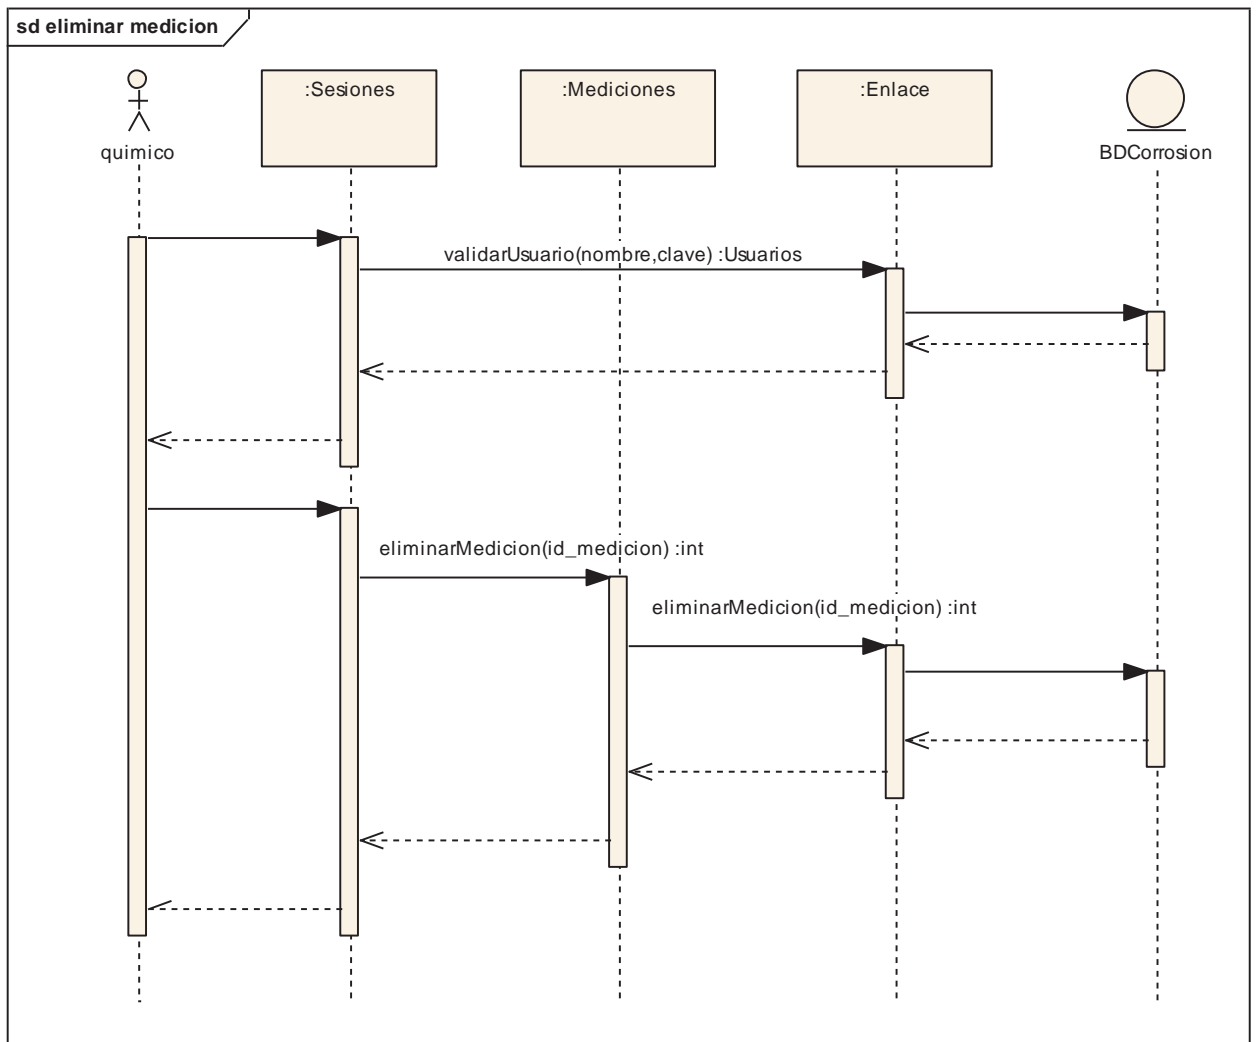 sd eliminar medicion
:Sesiones
:Mediciones
:Enlace
quimico
BDCorrosion
validarUsuario(nombre,clave) :Usuarios
eliminarMedicion(id_medicion) :int
eliminarMedicion(id_medicion) :int